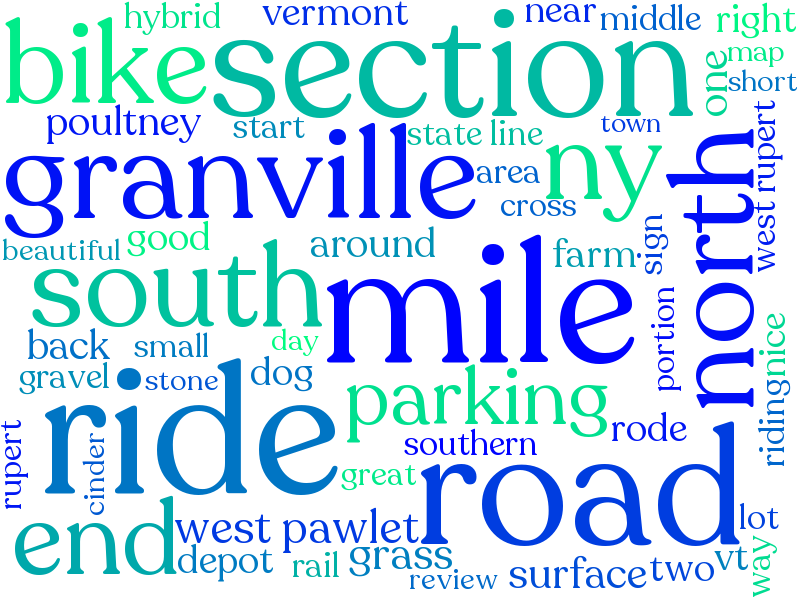 hybrid
vermont
near
middle
right
bike
section
one
map
short
poultney
start
state line
town
granville
area
ny
north
west rupert
cross
beautiful
good
around
farm
sign
south
mile
portion
nice
back
small
day
gravel
stone
dog
ride
parking
riding
rupert
cinder
southern
rode
great
road
end
west pawlet
lot
depot
rail
grass
review
surface
two
vt
way